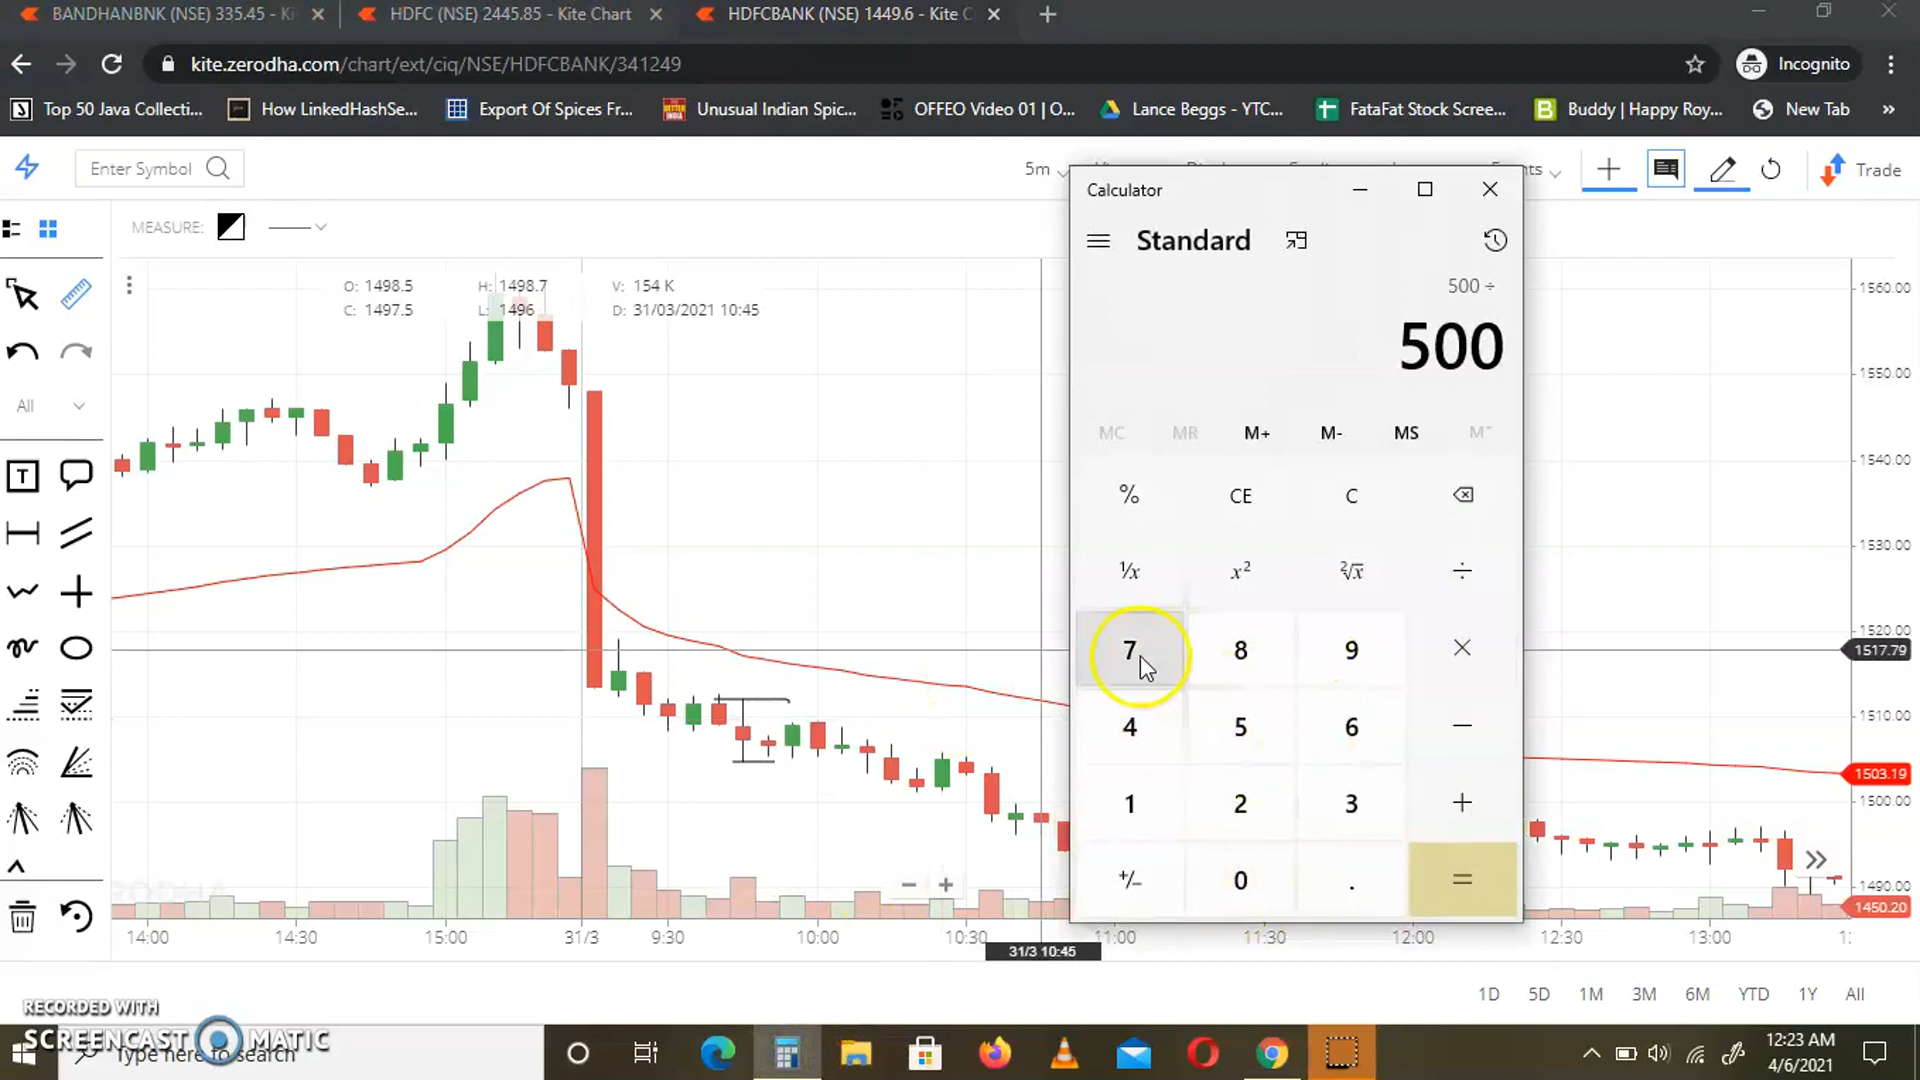 BANDHANBNK (NSE) 335.45 - Ki
HDFC (NSE) 2445.85 - Kite Chart
HDFCBANK (NSE) 1449.6 - Kite C
kite.zerodha.com/chart/ext/ciq/NSE/HDFCBANK/341249
Incognito
Top 50 Java Collecti...
How LinkedHashSe...
Export Of Spices Fr...
Unusual Indian Spic...
OFFEO Video 01 | O...
Lance Beggs - YTC...
FataFat Stock Scree...
Buddy | Happy Roy...
New Tab
Enter Symbol
5m
Trade
MEASURE:
O: 1498.5
H: 1498.7
V: 154 K
C: 1497.5
L: 1496
D: 31/03/2021 10:45
All
T
Calculator
Standard
500 ÷
500
MC MR M+ M- MS M˅
% CE C
⅟x x² ²√x ÷
7 8 9 ×
4 5 6 −
1 2 3 +
+/− 0 . =
1560.00
1550.00
1540.00
1530.00
1520.00
1517.79
1510.00
1503.19
1500.00
1490.00
1450.20
14:00 14:30 15:00 31/3 9:30 10:00 10:30 11:00 11:30 12:00 12:30 13:00
31/3 10:45
1D 5D 1M 3M 6M YTD 1Y All
RECORDED WITH
SCREENCAST MATIC
Type here to search
12:23 AM
4/6/2021